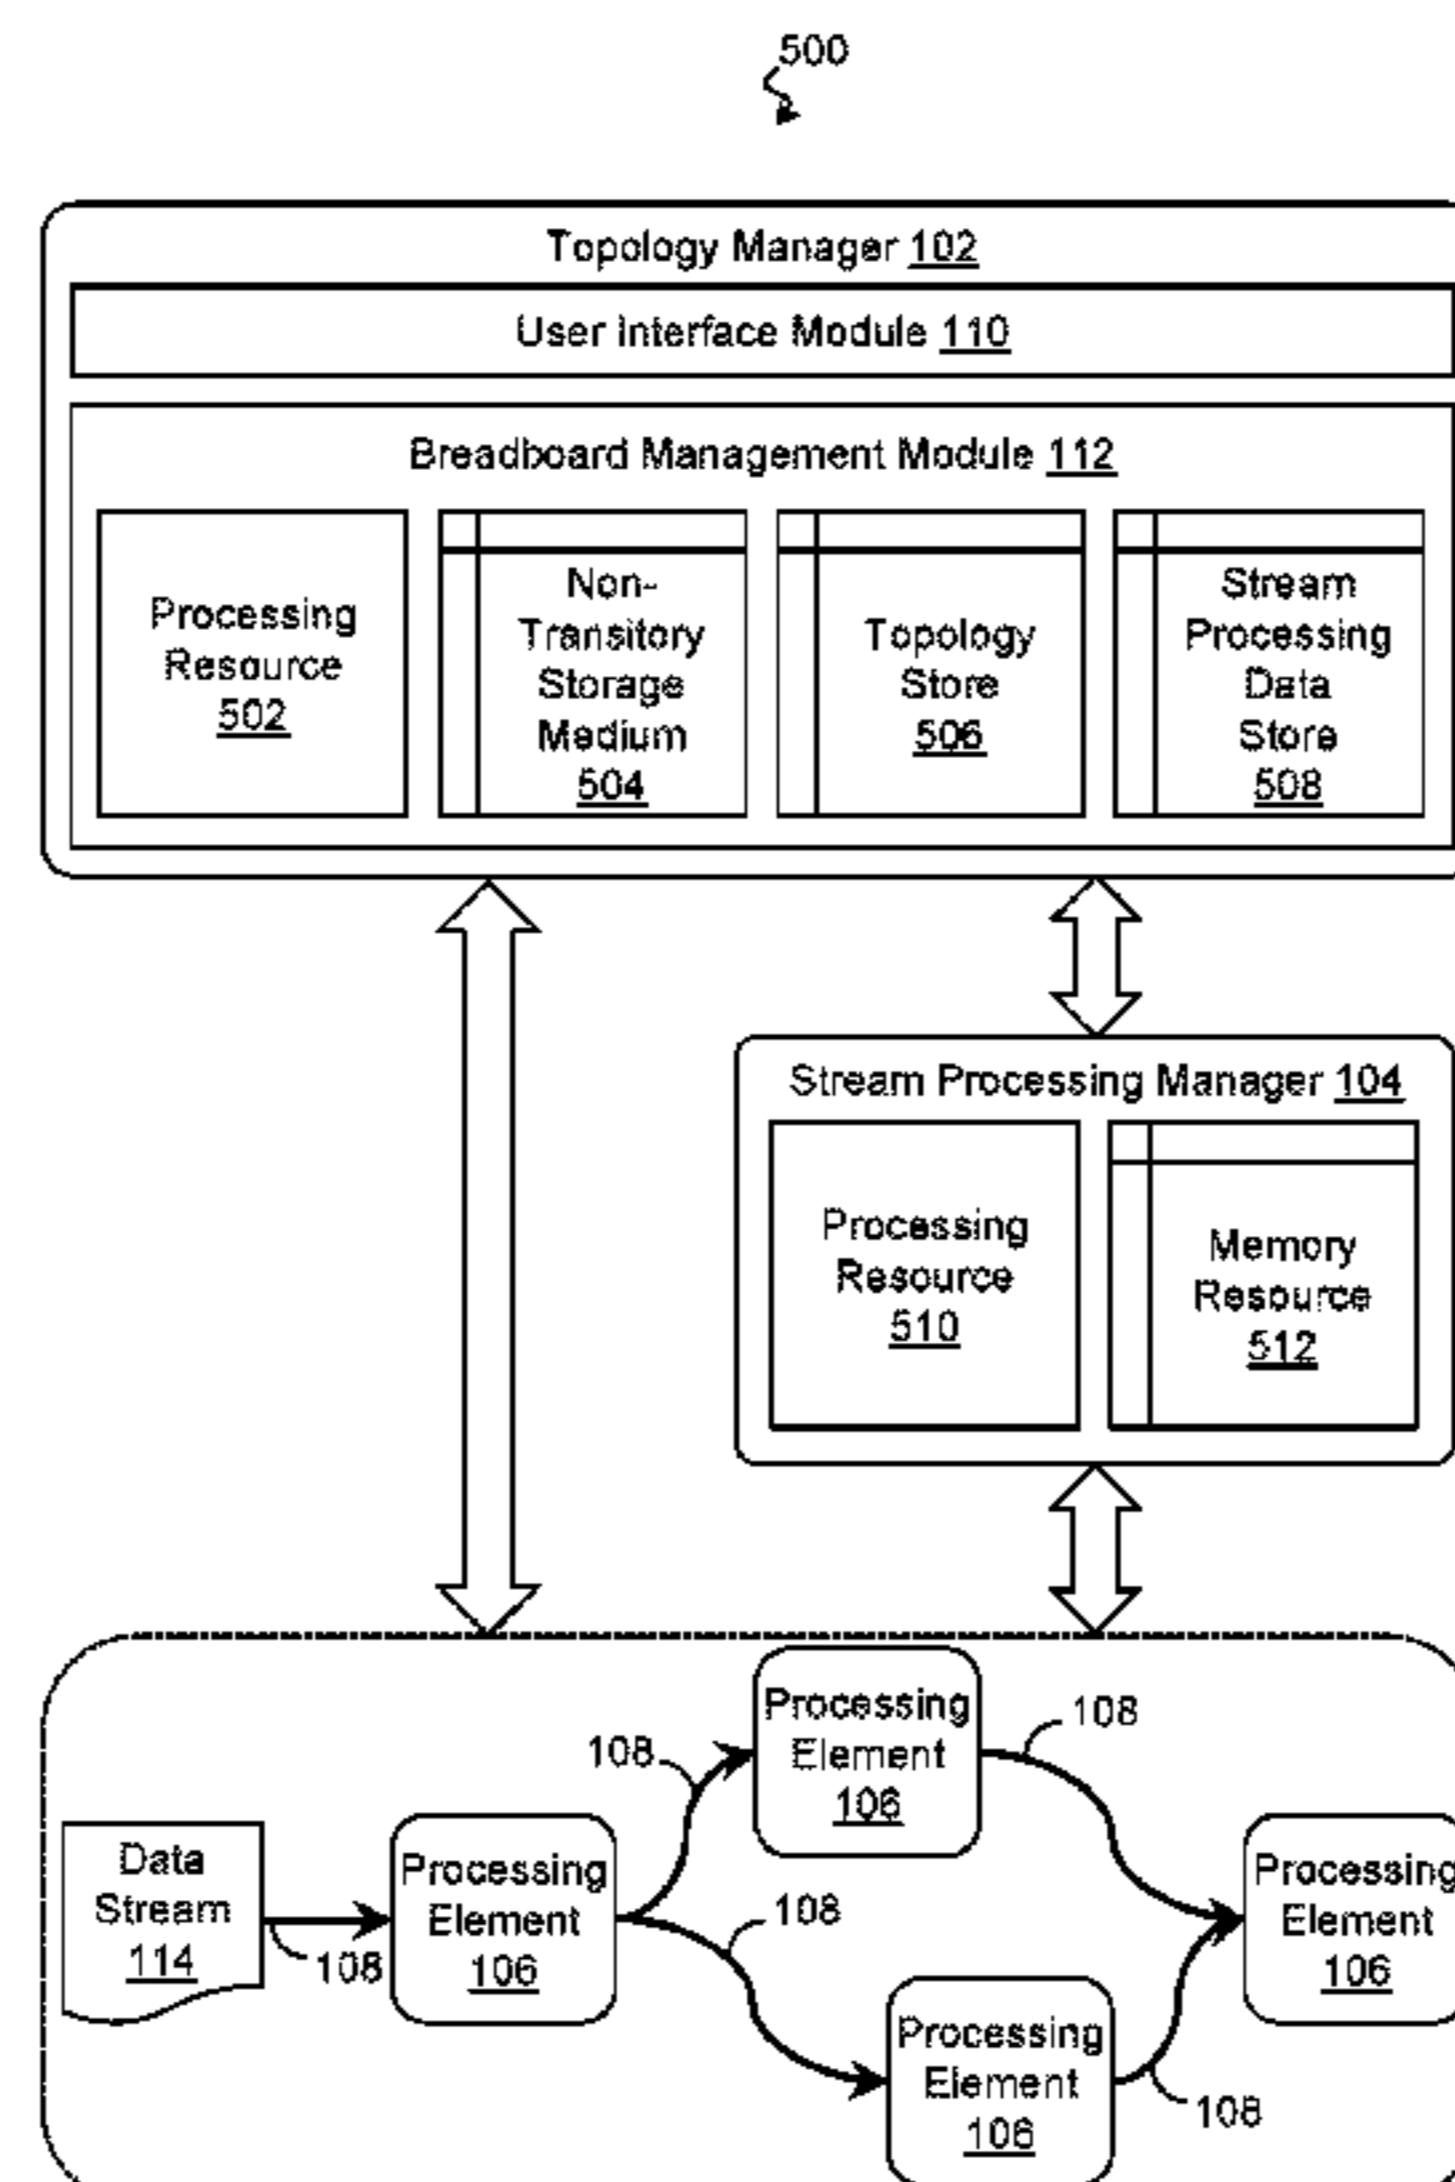 500
Topology Manager 102
User Interface Module 110
Breadboard Management Module 112
Processing
Resource
502
Non-
Transitory
Storage
Medium
504
Topology
Store
506
Stream
Processing
Data
Store
508
Stream Processing Manager 104
Processing
Resource
510
Memory
Resource
512
Data
Stream
114
108
Processing
Element
106
108
Processing
Element
106
108
108
Processing
Element
106
108
Processing
Element
106